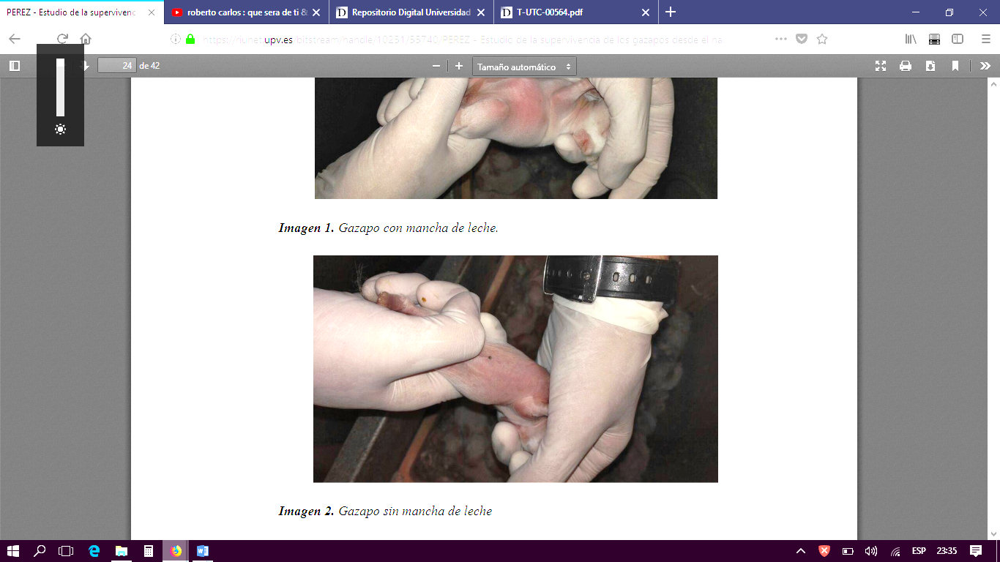 PEREZ - Estudio de la supervivenc
roberto carlos : que sera de ti &
Repositorio Digital Universidad
T-UTC-00564.pdf
https://riunet.upv.es/bitstream/handle/10251/55740/PEREZ - Estudio de la supervivencia de los gazapos desde el na
24 de 42
Tamaño automático
Imagen 1. Gazapo con mancha de leche.
Imagen 2. Gazapo sin mancha de leche
ESP 23:35